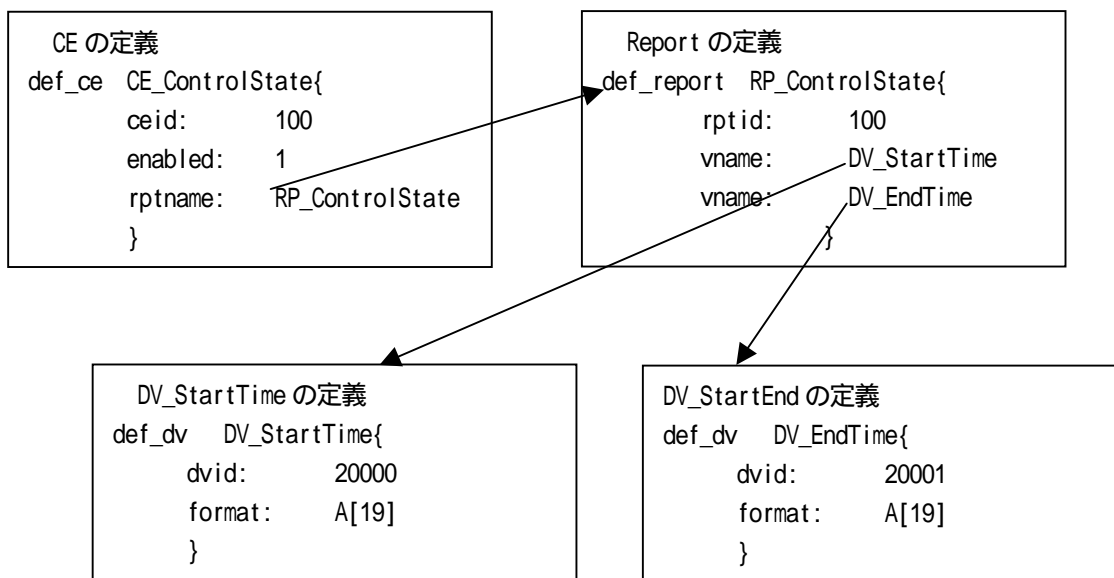 CE の定義
def_ce CE_ControlState{
ceid: 100
enabled: 1
rptname: RP_ControlState
}
Report の定義
def_report RP_ControlState{
rptid: 100
vname: DV_StartTime
vname: DV_EndTime
}
DV_StartTime の定義
def_dv DV_StartTime{
dvid: 20000
format: A[19]
}
DV_StartEnd の定義
def_dv DV_EndTime{
dvid: 20001
format: A[19]
}